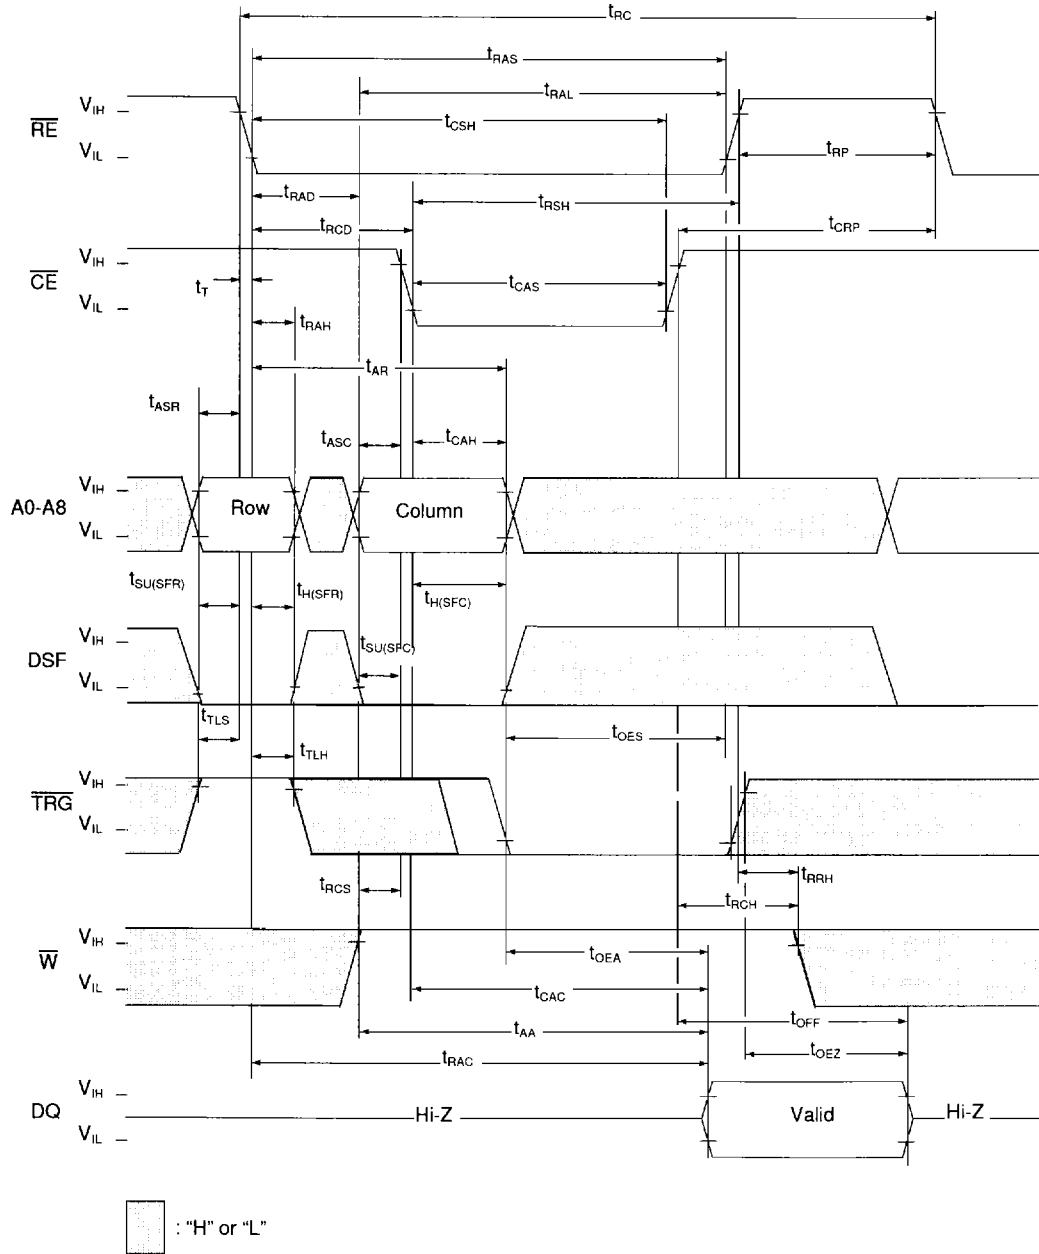 tRC
tRAS
tRAL
tCSH
RE VIH
VIL
tRP
tRAD
tRSH
tRCD
tCRP
CE VIH
VIL
tT
tCAS
tRAH
tAR
tASR
tASC
tCAH
A0-A8 VIH
VIL
Row
Column
tSU(SFR)
tH(SFR)
tH(SFC)
DSF VIH
VIL
tSU(SFC)
tTLS
tTLH
tOES
TRG VIH
VIL
tRCS
tRRH
tRCH
W VIH
VIL
tOEA
tCAC
tOFF
tAA
tOEZ
tRAC
DQ VIH
VIL
Hi-Z
Valid
Hi-Z
: "H" or "L"